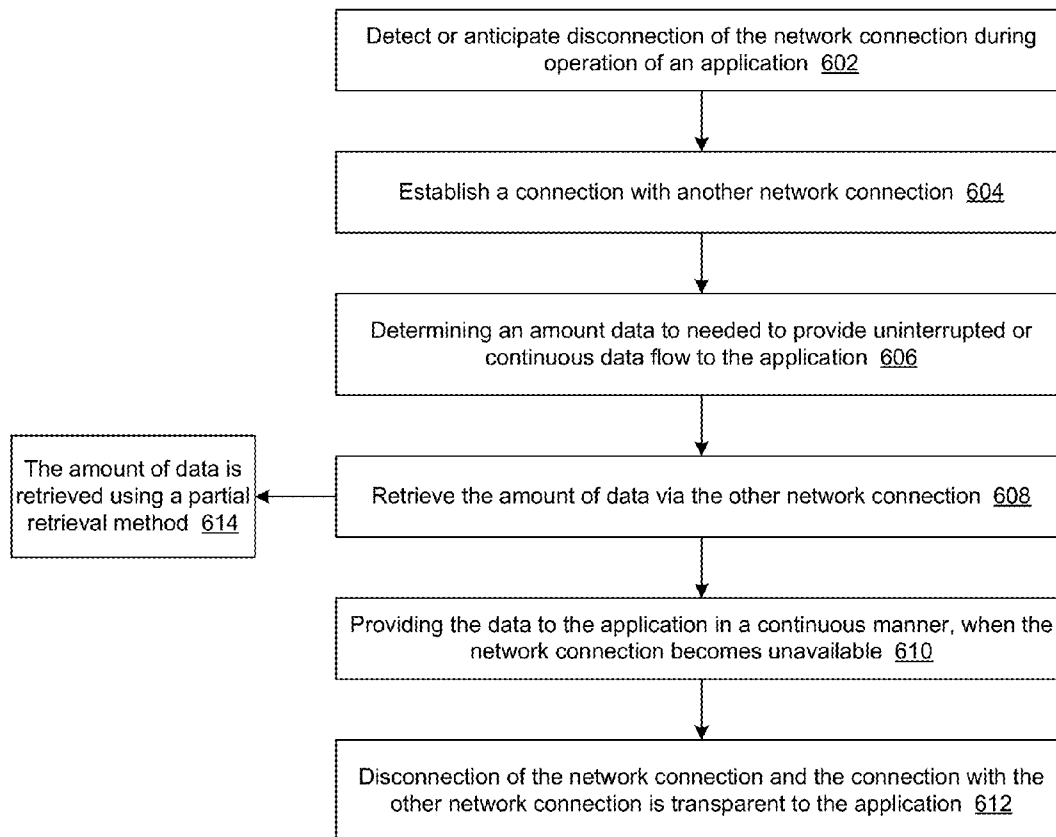 Detect or anticipate disconnection of the network connection during
operation of an application 602
Establish a connection with another network connection 604
Determining an amount data to needed to provide uninterrupted or
continuous data flow to the application 606
The amount of data is
retrieved using a partial
retrieval method 614
Retrieve the amount of data via the other network connection 608
Providing the data to the application in a continuous manner, when the
network connection becomes unavailable 610
Disconnection of the network connection and the connection with the
other network connection is transparent to the application 612